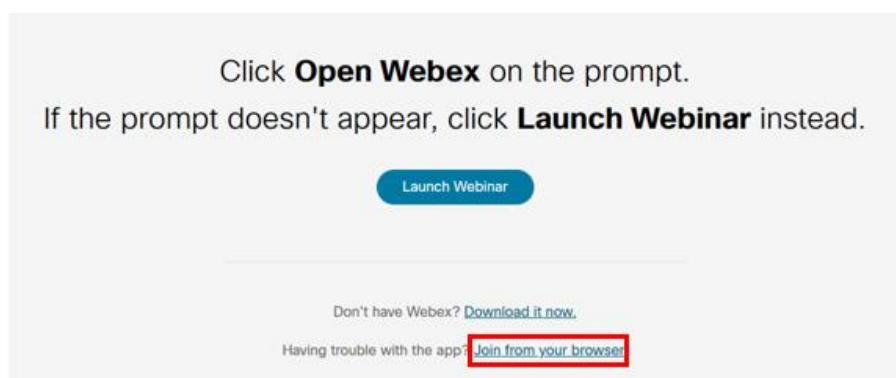 Click Open Webex on the prompt.
If the prompt doesn't appear, click Launch Webinar instead.
Launch Webinar
Don't have Webex? Download it now.
Having trouble with the app? Join from your browser